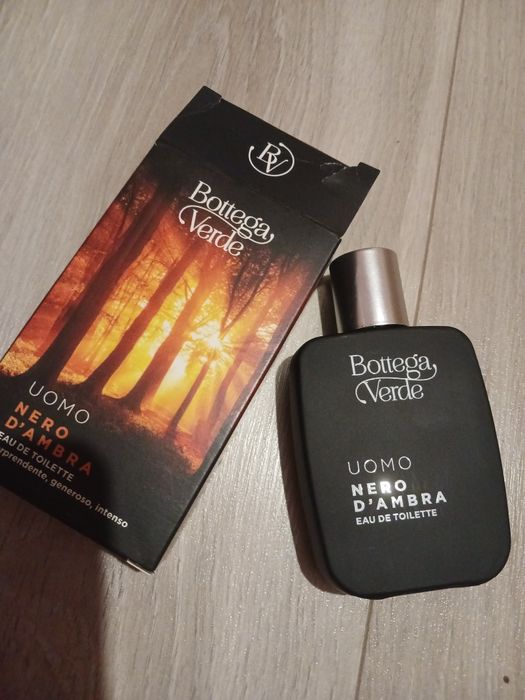 BV
Bottega
Verde
UOMO
NERO
D'AMBRA
EAU DE TOILETTE
rprendente, generoso, intenso
Bottega
Verde
UOMO
NERO
D'AMBRA
EAU DE TOILETTE